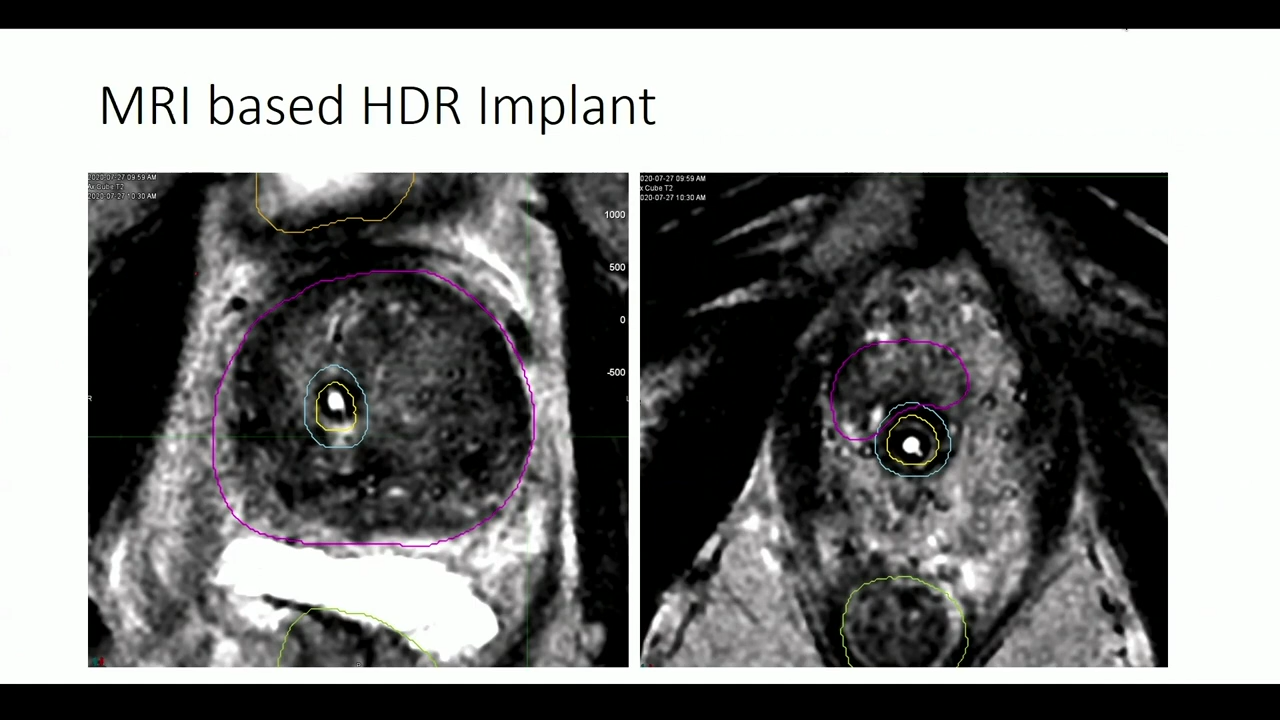 MRI based HDR Implant
2020-07-27 09:59 AM
Ax Cube T2
2020-07-27 10:30 AM
1000
500
0
-500
R
L
020-07-27 09:59 AM
x Cube T2
020-07-27 10:30 AM